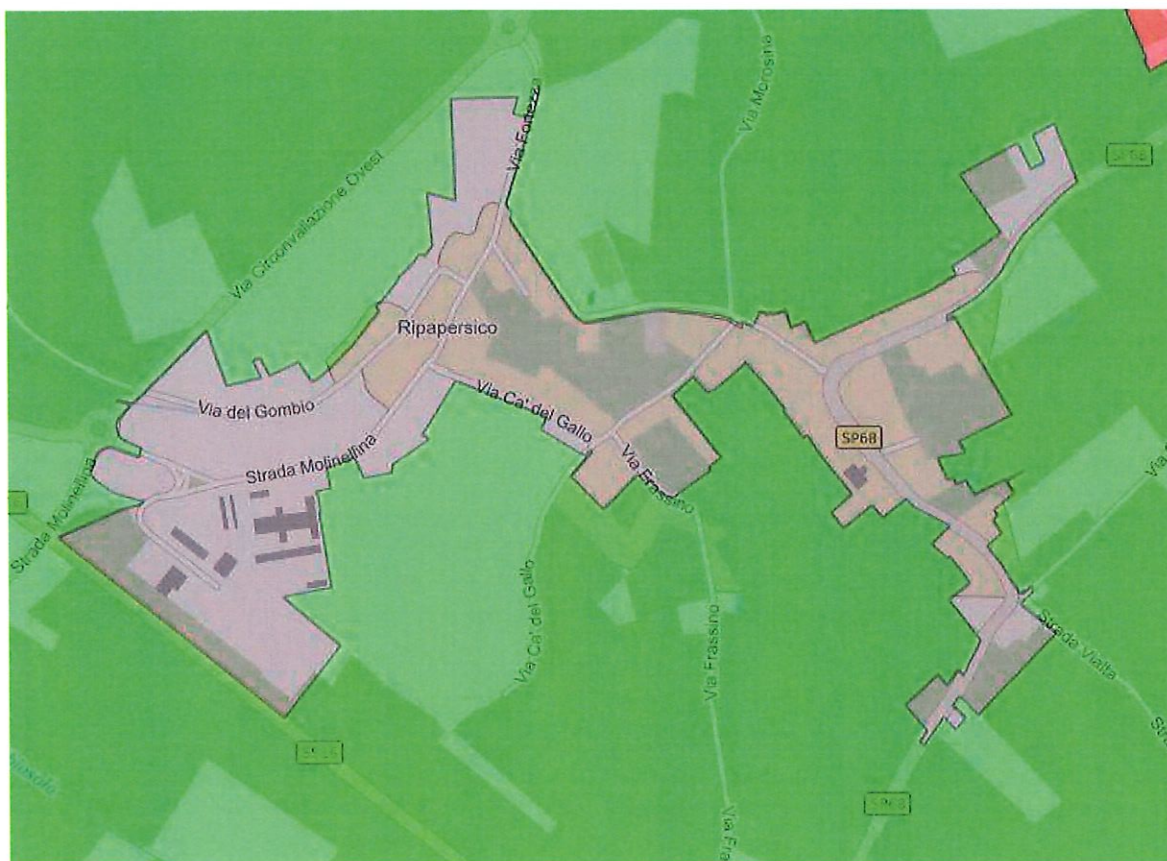 Via Morosina
Via Fortezza
SP68
Via Circonvallazione Ovest
Ripapersico
Via Ca' del Gallo
Via del Gombio
SP68
Strada Molinellina
Via Frassino
Strada Molinellina
Via Ca' del Gallo
Via Frassino
Strada Vialta
SP68